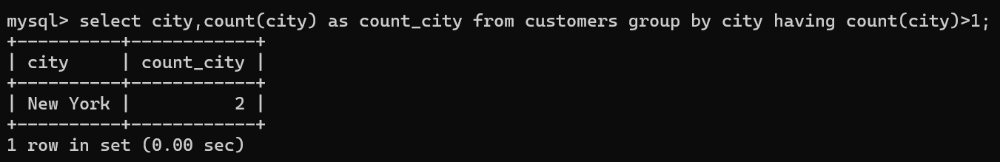 mysql> select city,count(city) as count_city from customers group by city having count(city)>1;
+----------+------------+
| city     | count_city |
+----------+------------+
| New York |          2 |
+----------+------------+
1 row in set (0.00 sec)